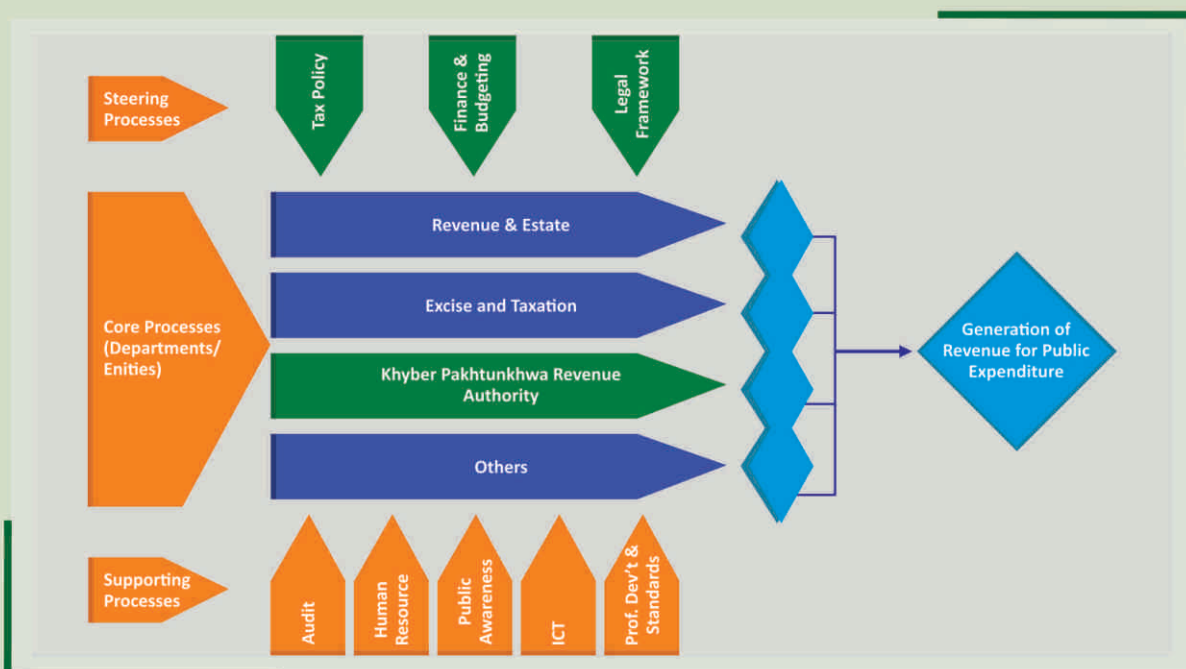 Steering
Processes
Tax Policy
Finance &
Budgeting
Legal
Framework
Core Processes
(Departments/
Enities)
Revenue & Estate
Excise and Taxation
Khyber Pakhtunkhwa Revenue
Authority
Others
Generation of
Revenue for Public
Expenditure
Supporting
Processes
Audit
Human
Resource
Public
Awareness
ICT
Prof. Dev't &
Standards